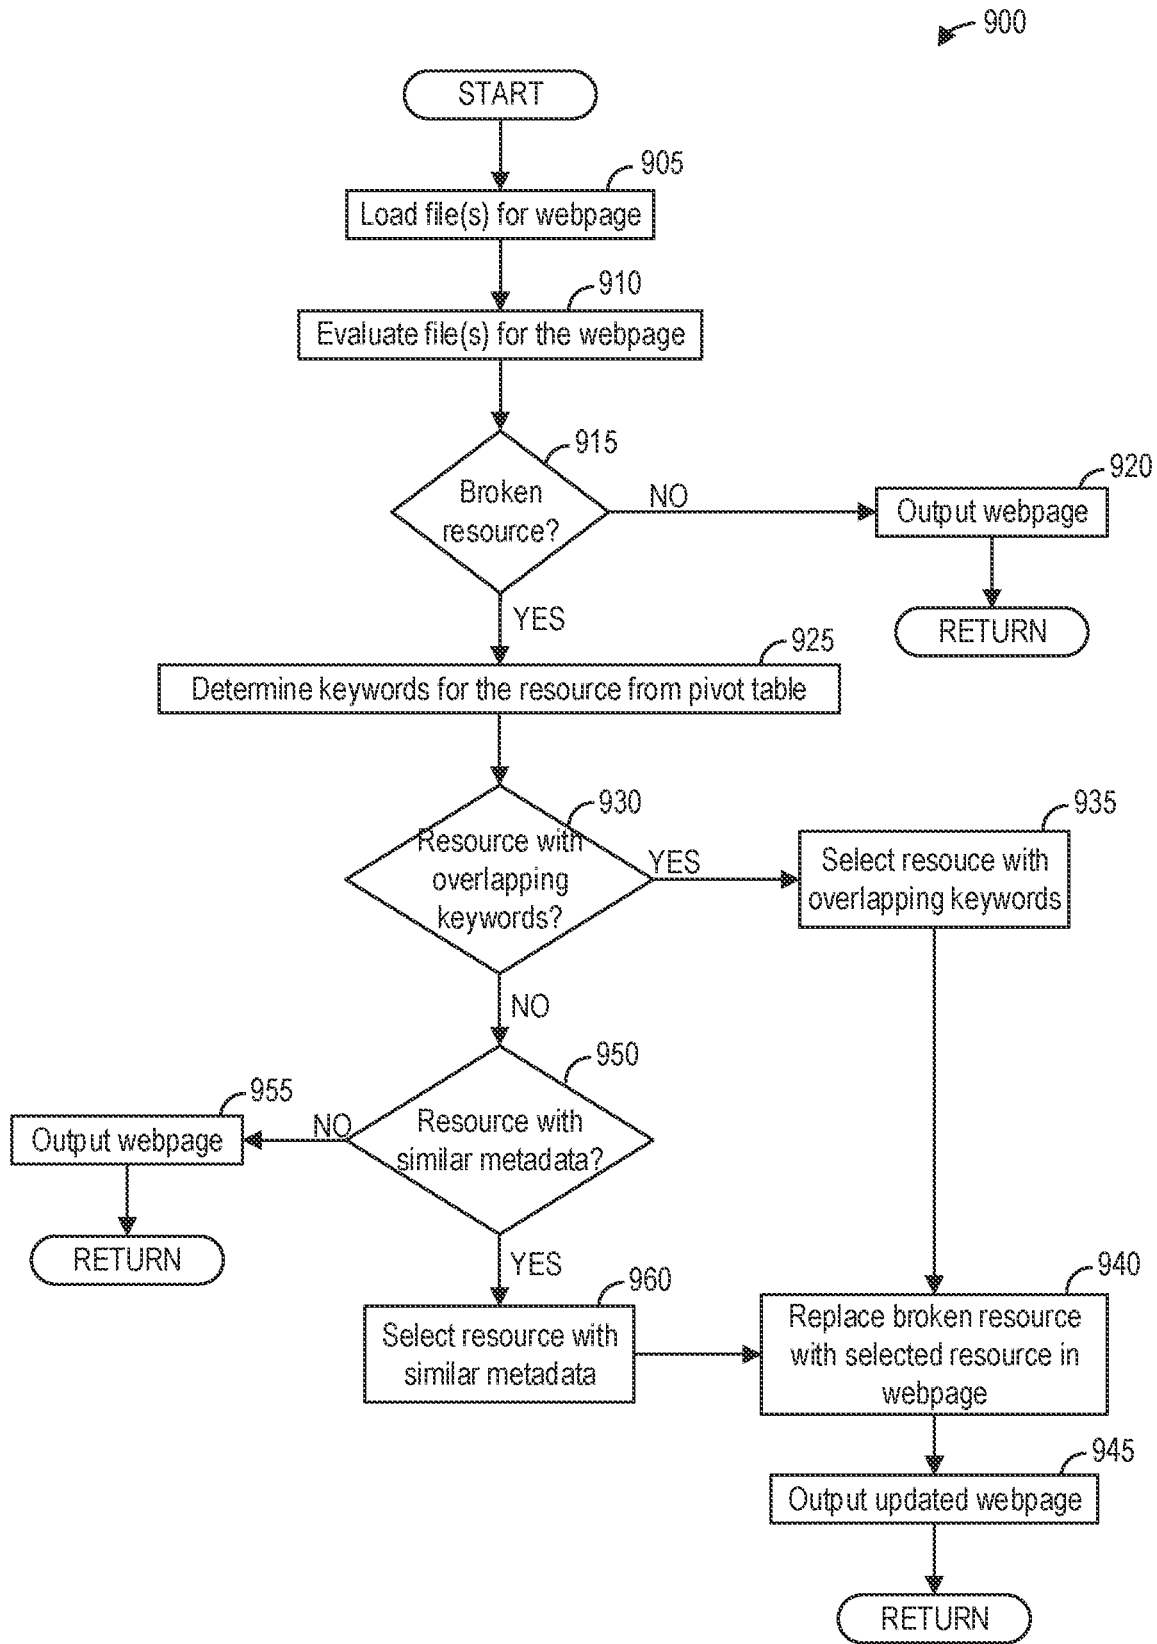 900
START
905
Load file(s) for webpage
910
Evaluate file(s) for the webpage
915
Broken
resource?
NO
920
Output webpage
RETURN
YES
925
Determine keywords for the resource from pivot table
930
Resource with
overlapping
keywords?
YES
935
Select resouce with
overlapping keywords
NO
950
Resource with
similar metadata?
NO
955
Output webpage
RETURN
YES
960
Select resource with
similar metadata
940
Replace broken resource
with selected resource in
webpage
945
Output updated webpage
RETURN